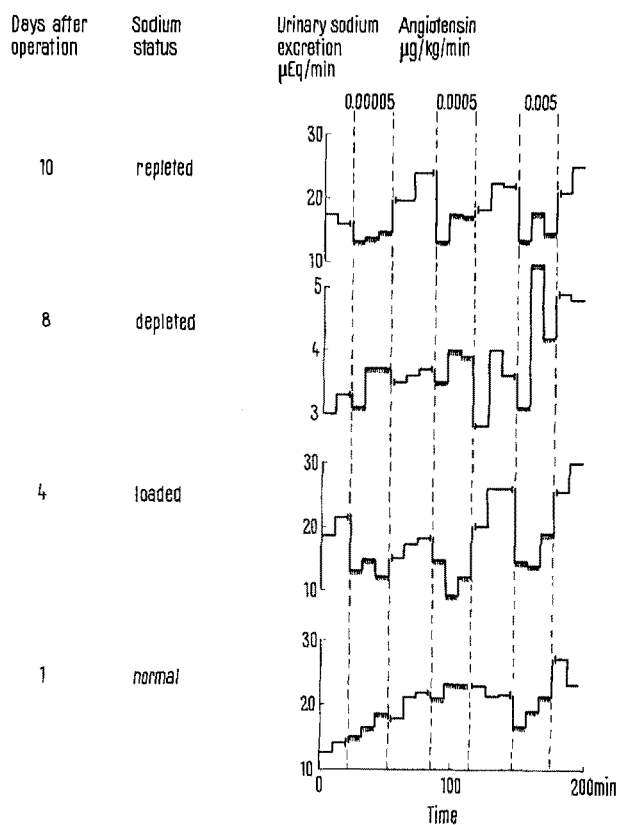 Days after operation
Sodium status
Urinary sodium excretion µEq/min
Angiotensin µg/kg/min
0.00005
0.0005
0.005
30
10
repleted
20
10
5
8
depleted
4
3
30
4
loaded
20
10
30
1
normal
20
10
0
100
200min
Time